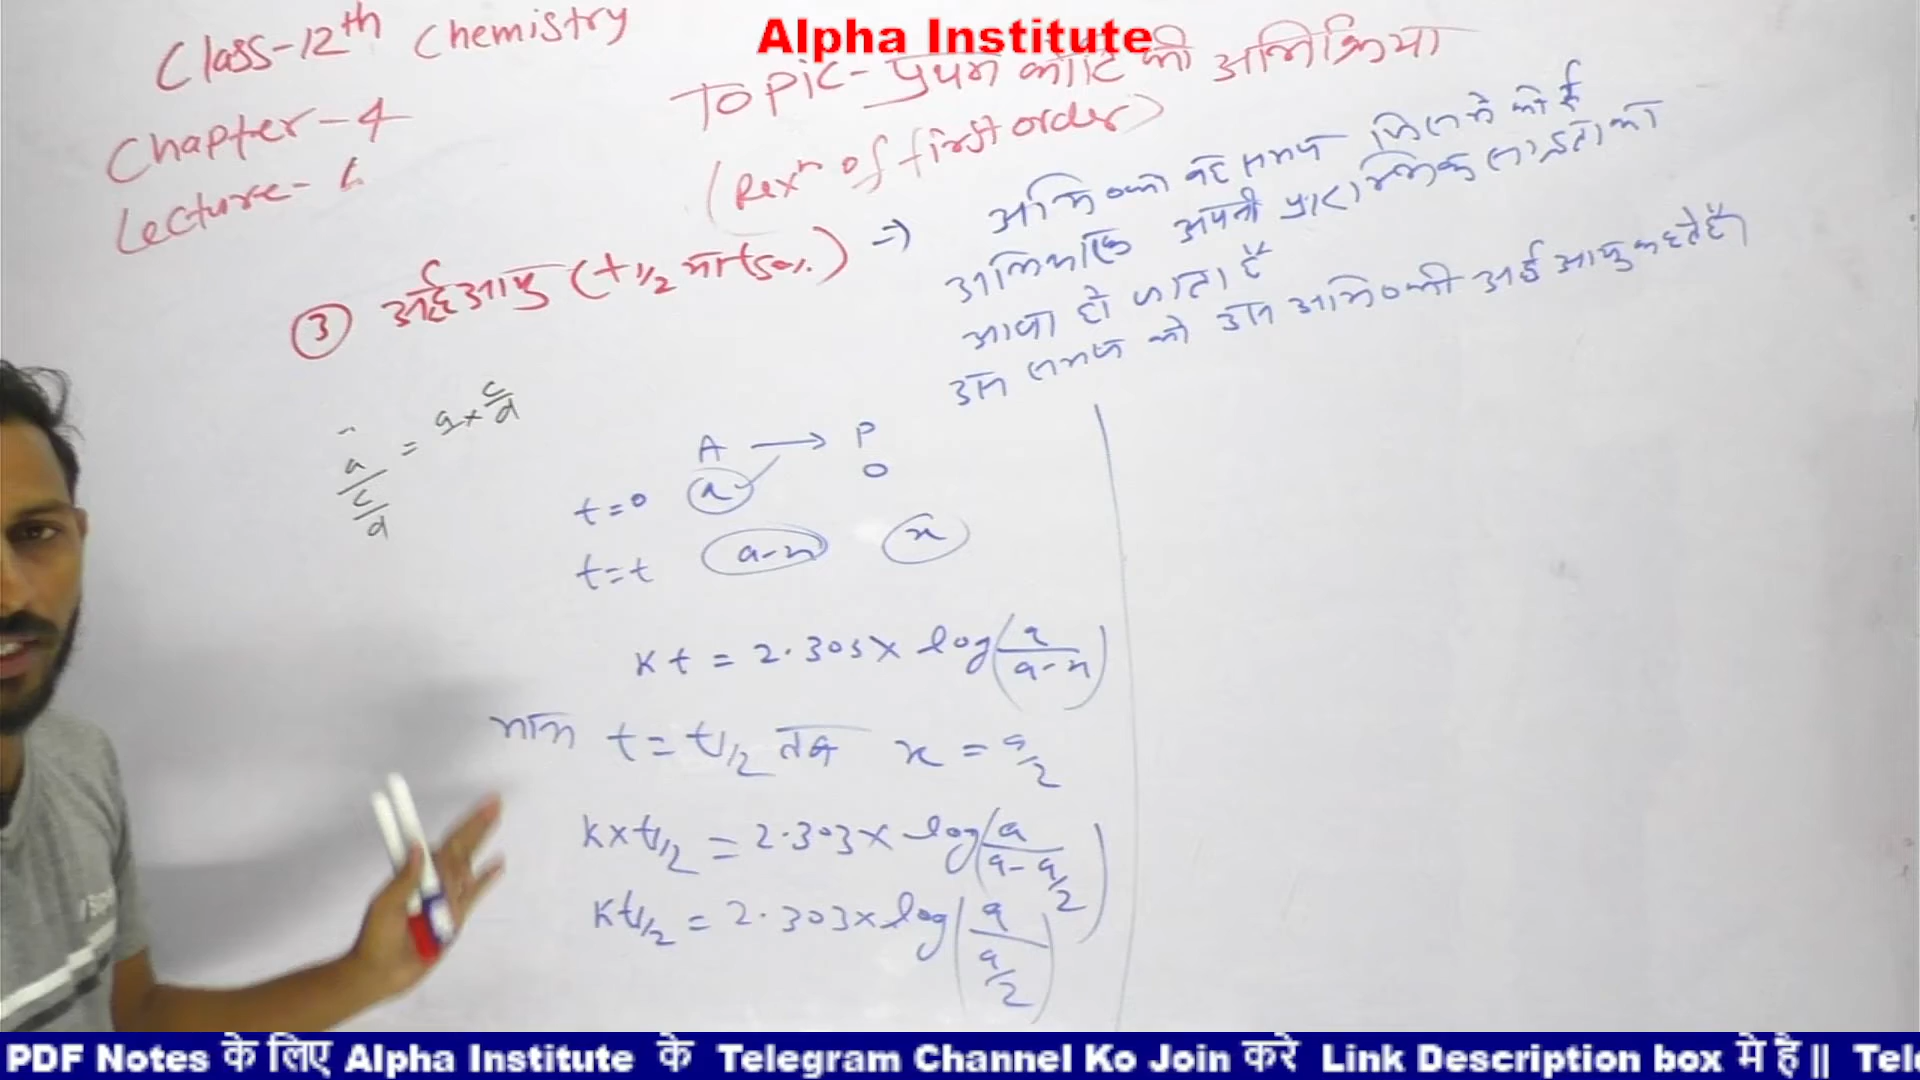 Alpha Institute
Class-12th Chemistry
Chapter-4
Lecture-
Topic- प्रथम कोटि की अभिक्रिया
(Rexn of first order)
③ अर्द्धआयु (t1/2 या t50%) ⇒ अभि० का वह समय जिसमे कोई
अभिकारक अपनी प्रारम्भिक सान्द्रता का
आधा हो जाता है
उस समय को उस अभि० की अर्द्ध आयु कहते हैं।
a/(c/d) = a × c/d
A → P
t=0 a 0
t=t a-x x
Kt = 2.303 × log(a/(a-x))
माना t = t1/2 तब x = a/2
K×t1/2 = 2.303 × log(a/(a-a/2))
Kt1/2 = 2.303 × log(a/(a/2))
PDF Notes के लिए Alpha Institute के Telegram Channel Ko Join करे Link Description box मे है || Tele